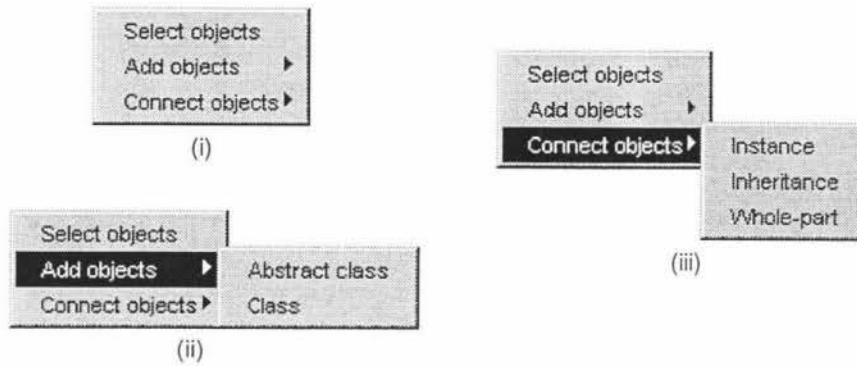 Select objects
Add objects
Connect objects
(i)
Select objects
Add objects
Connect objects
Instance
Inheritance
Whole-part
(iii)
Select objects
Add objects
Connect objects
Abstract class
Class
(ii)